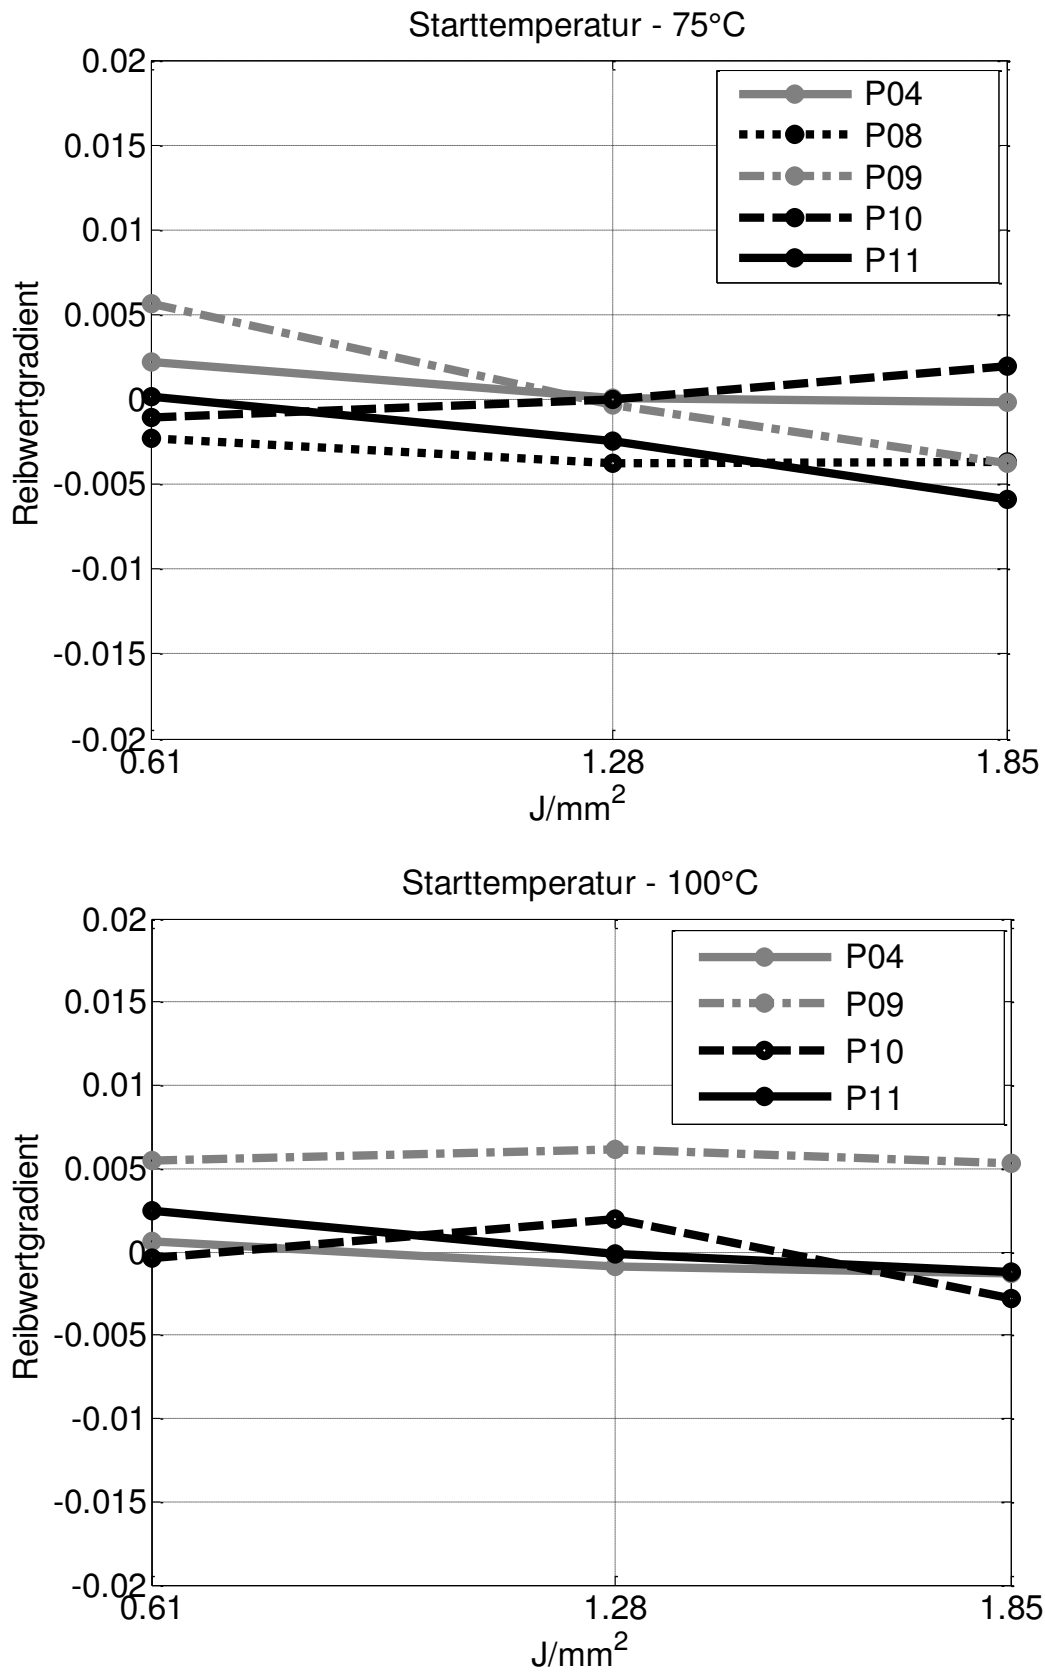 Starttemperatur - 75°C
0.02
0.015
0.01
0.005
0
-0.005
-0.01
-0.015
-0.02
Reibwertgradient
P04
P08
P09
P10
P11
0.61 1.28 1.85
J/mm²
Starttemperatur - 100°C
0.02
0.015
0.01
0.005
0
-0.005
-0.01
-0.015
-0.02
Reibwertgradient
P04
P09
P10
P11
0.61 1.28 1.85
J/mm²